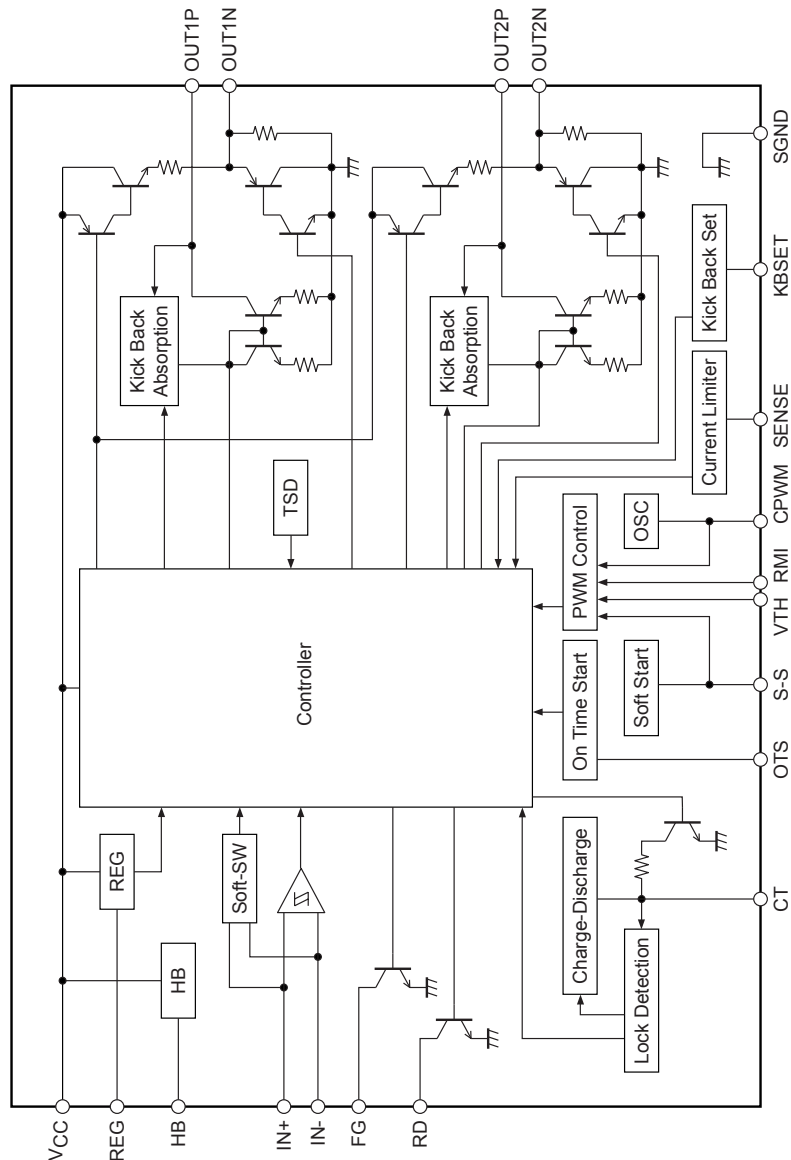 OUT1P
OUT1N
OUT2P
OUT2N
SGND
KBSET
SENSE
CPWM
RMI
VTH
S-S
OTS
CT
VCC
REG
HB
IN+
IN-
FG
RD
Kick Back
Absorption
Kick Back
Absorption
Kick Back Set
Current Limiter
TSD
OSC
PWM Control
Controller
On Time Start
Soft Start
REG
Soft-SW
HB
Charge-Discharge
Lock Detection